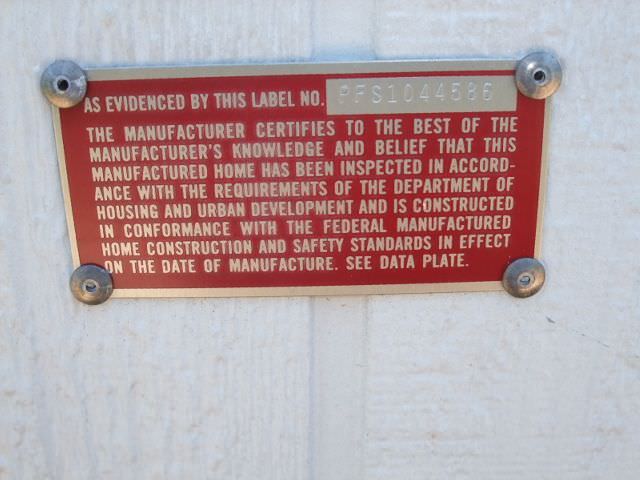 AS EVIDENCED BY THIS LABEL NO. PFS1044586
THE MANUFACTURER CERTIFIES TO THE BEST OF THE
MANUFACTURER'S KNOWLEDGE AND BELIEF THAT THIS
MANUFACTURED HOME HAS BEEN INSPECTED IN ACCORD-
ANCE WITH THE REQUIREMENTS OF THE DEPARTMENT OF
HOUSING AND URBAN DEVELOPMENT AND IS CONSTRUCTED
IN CONFORMANCE WITH THE FEDERAL MANUFACTURED
HOME CONSTRUCTION AND SAFETY STANDARDS IN EFFECT
ON THE DATE OF MANUFACTURE. SEE DATA PLATE.